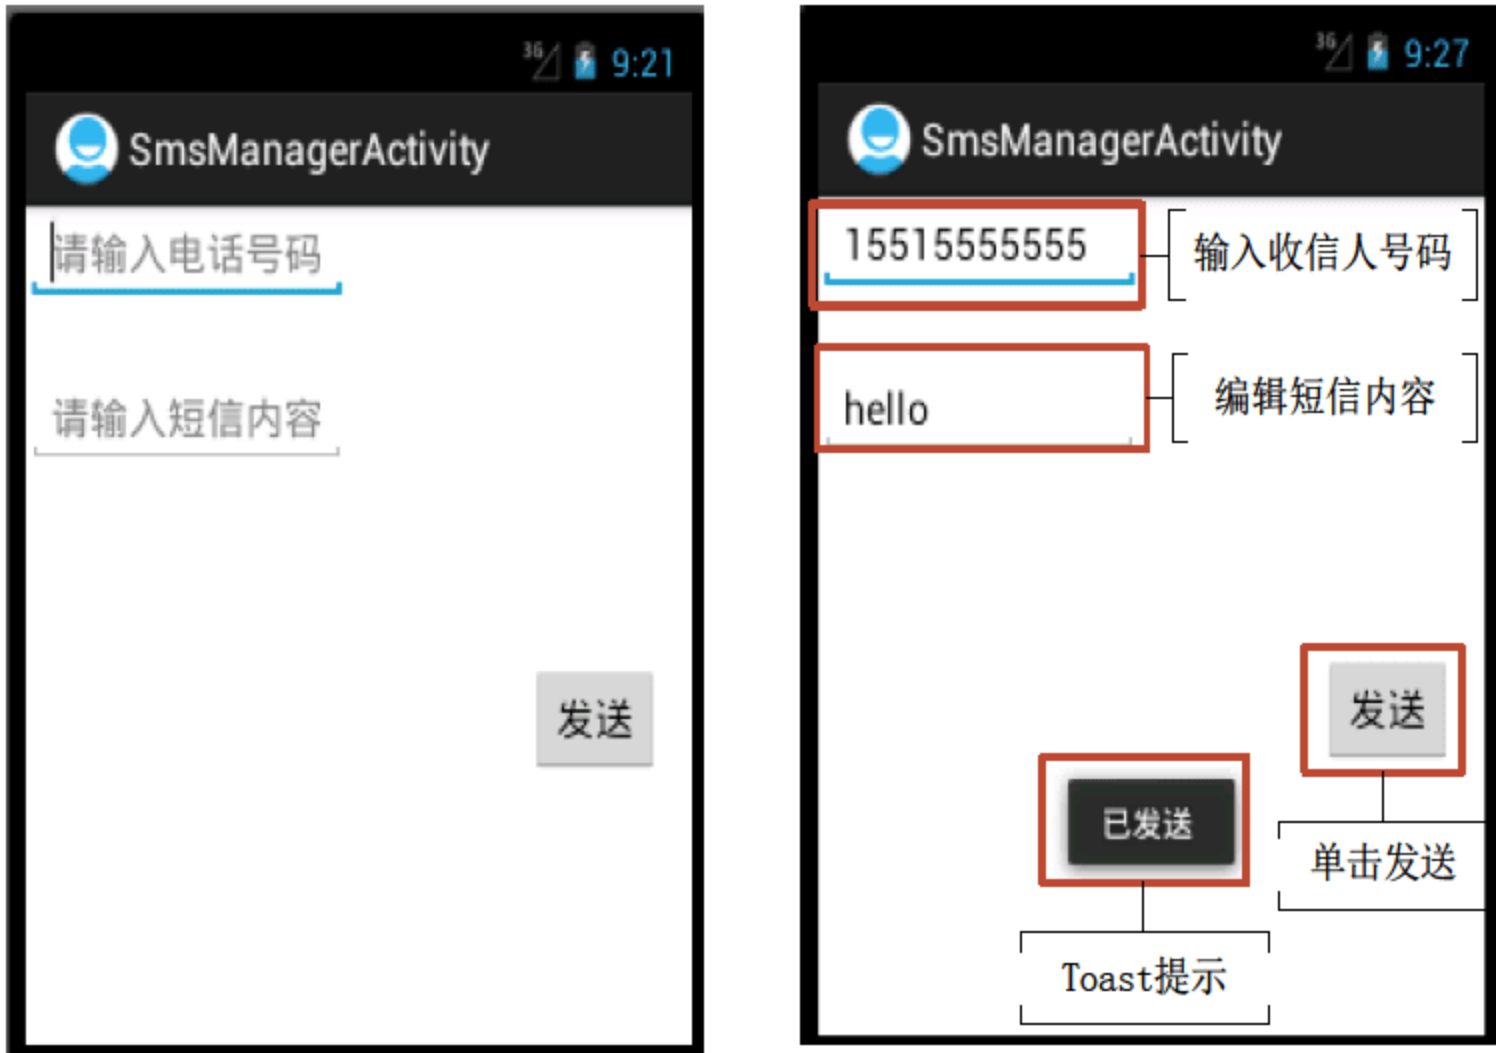 3G 9:21
SmsManagerActivity
请输入电话号码
请输入短信内容
发送
3G 9:27
SmsManagerActivity
15515555555
输入收信人号码
hello
编辑短信内容
发送
已发送
单击发送
Toast提示